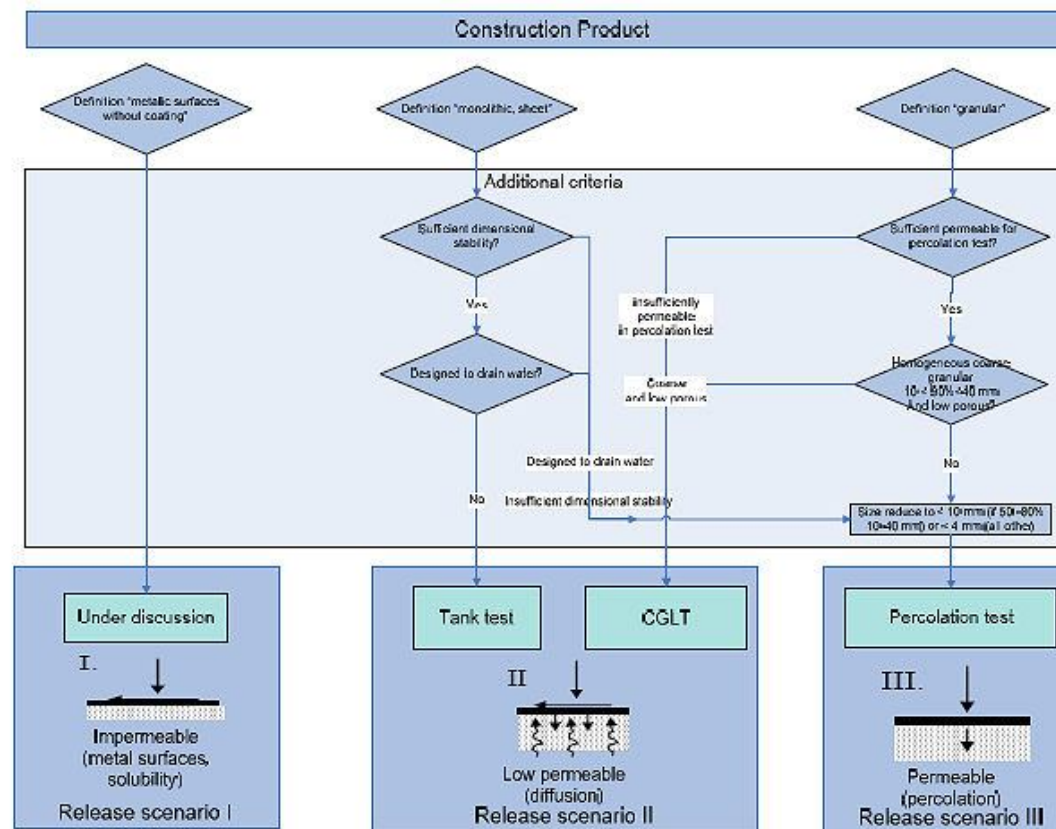 Construction Product
Definition "metallic surfaces
without coating"
Definition "monolithic, sheet"
Definition "granular"
Additional criteria
Sufficient dimensional
stability?
Sufficient permeable for
percolation test?
Yes
insufficiently
permeable
in percolation test
Yes
Designed to drain water?
Homogeneous coarse
granular
And low porous?
Coarse
and low porous
Designed to drain water
No
No
Insufficient dimensional stability
Size reduce to < 10 mm (if
mm) or < 4 mm (all other)
Under discussion
Tank test
CGLT
Percolation test
I.
II
III.
Impermeable
(metal surfaces,
solubility)
Low permeable
(diffusion)
Permeable
(percolation)
Release scenario I
Release scenario II
Release scenario III